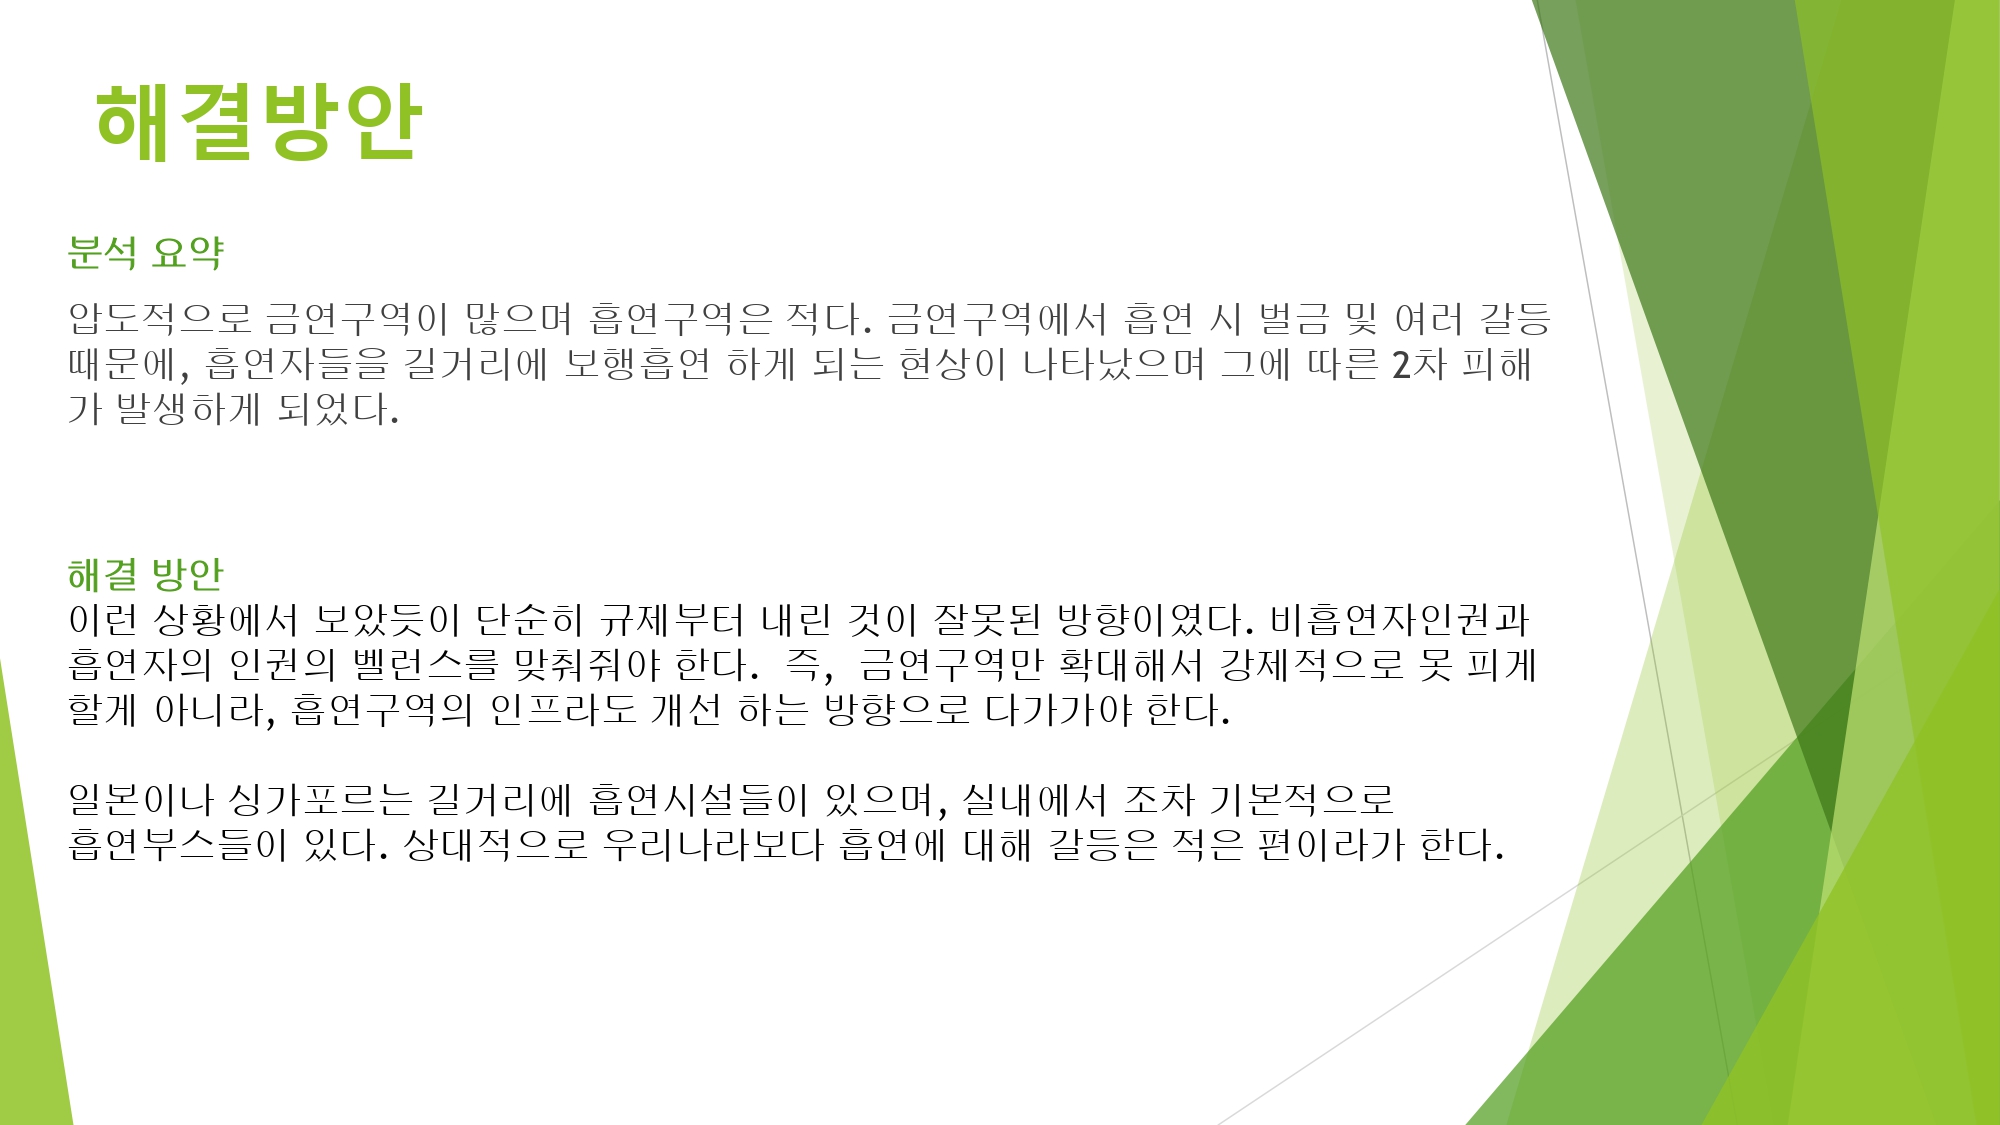 해결방안
분석 요약
압도적으로 금연구역이 많으며 흡연구역은 적다. 금연구역에서 흡연 시 벌금 및 여러 갈등
때문에, 흡연자들을 길거리에 보행흡연 하게 되는 현상이 나타났으며 그에 따른 2차 피해
가 발생하게 되었다.
해결 방안
이런 상황에서 보았듯이 단순히 규제부터 내린 것이 잘못된 방향이였다. 비흡연자인권과
흡연자의 인권의 벨런스를 맞춰줘야 한다.  즉,  금연구역만 확대해서 강제적으로 못 피게
할게 아니라, 흡연구역의 인프라도 개선 하는 방향으로 다가가야 한다.
일본이나 싱가포르는 길거리에 흡연시설들이 있으며, 실내에서 조차 기본적으로
흡연부스들이 있다. 상대적으로 우리나라보다 흡연에 대해 갈등은 적은 편이라가 한다.